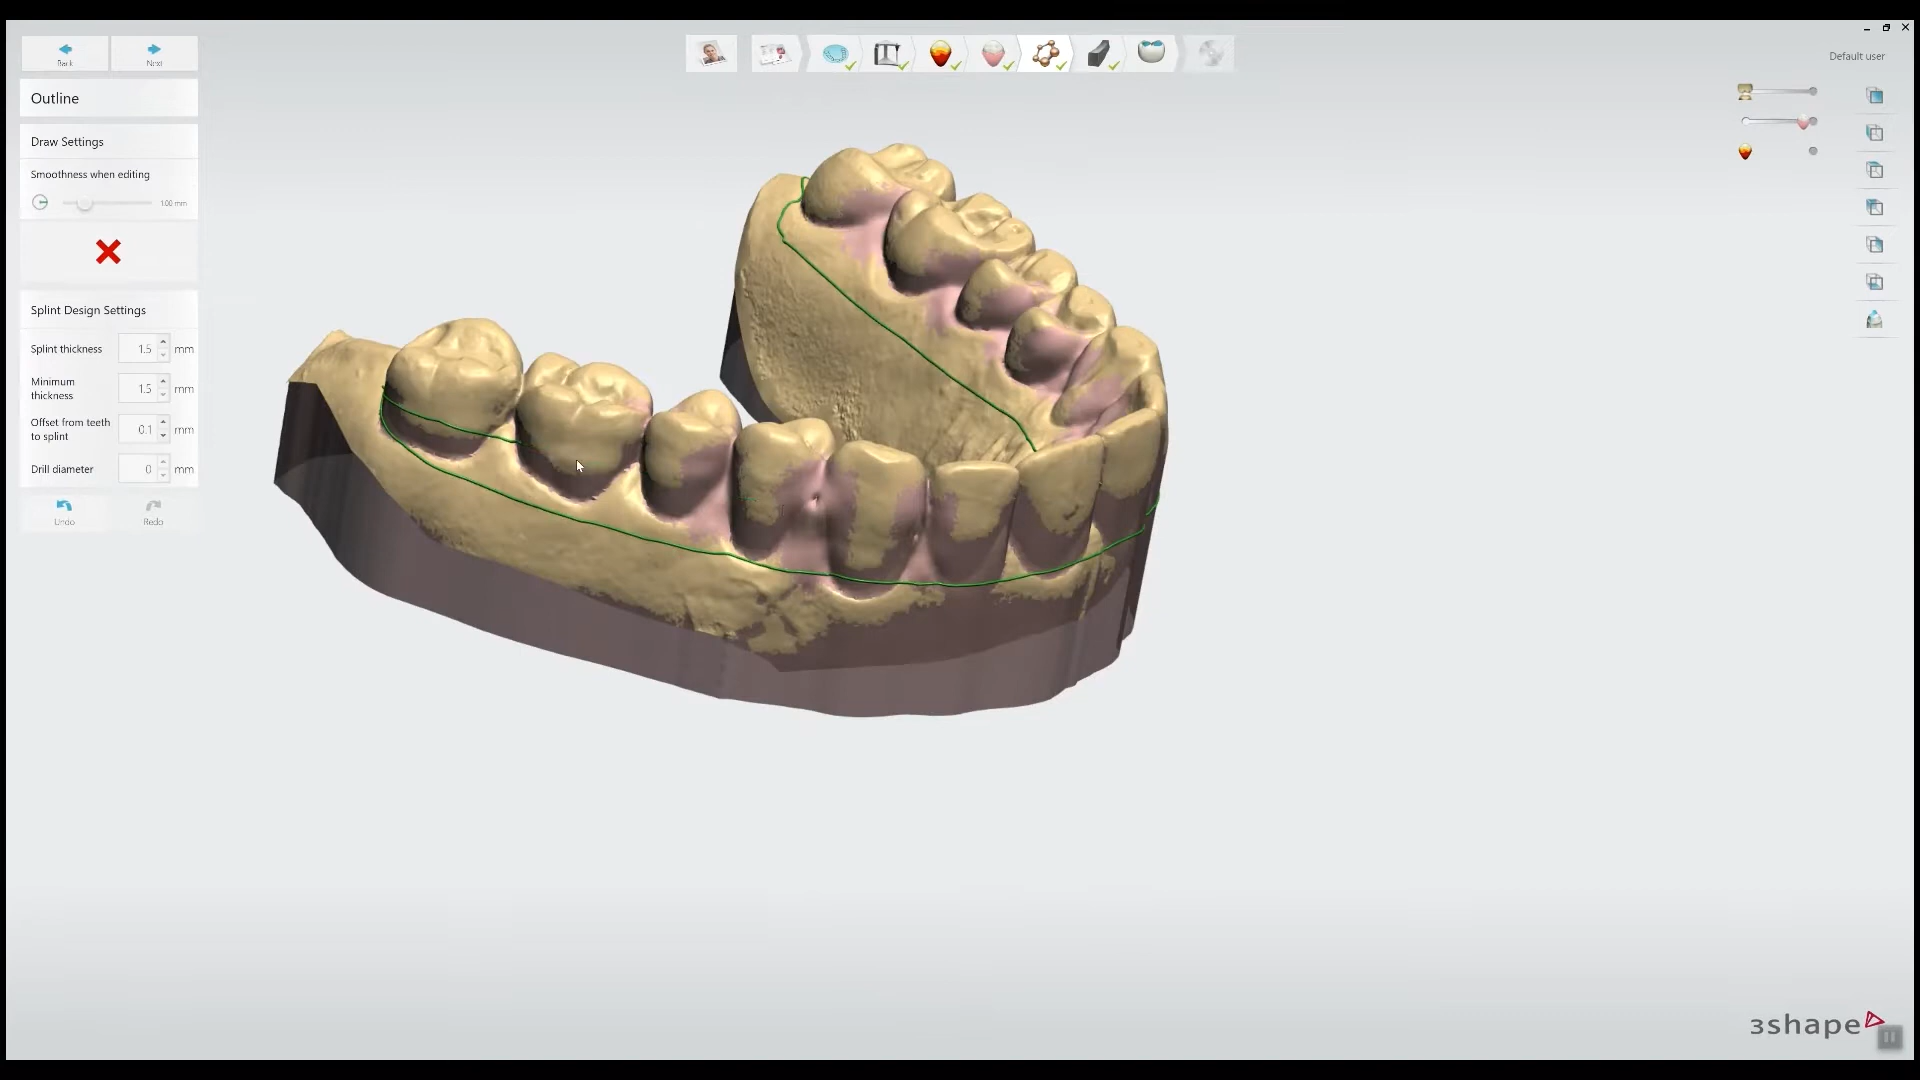 Back
Next
Default user
Outline
Draw Settings
Smoothness when editing
1.00 mm
Splint Design Settings
Splint thickness 1.5 mm
Minimum
thickness 1.5 mm
Offset from teeth
to splint 0.1 mm
Drill diameter 0 mm
Undo
Redo
3shape